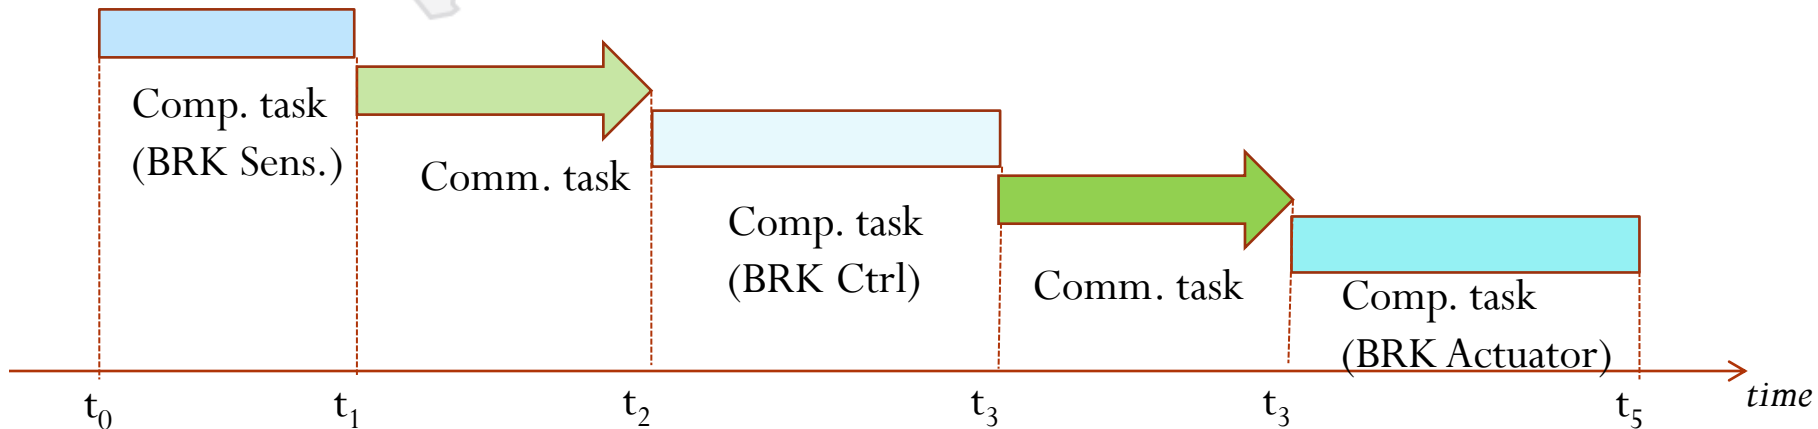 Comp. task
(BRK Sens.)
Comm. task
Comp. task
(BRK Ctrl)
Comm. task
Comp. task
(BRK Actuator)
t₀ t₁ t₂ t₃ t₃ t₅ time